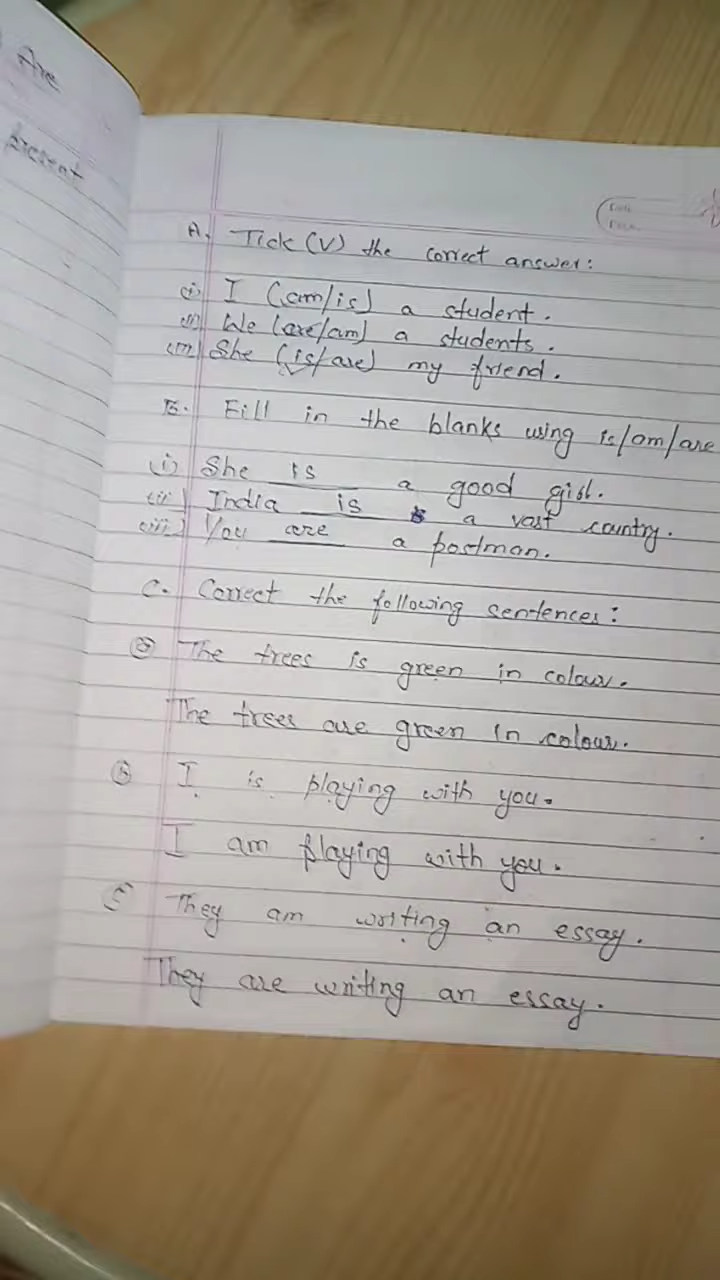 Are
Present
A. Tick (V) the correct answer:
(i) I (am/is) a student.
(ii) We (are/am) a students.
(iii) She (is/are) my friend.
B. Fill in the blanks using is/am/are
(i) She is a good girl.
(ii) India is a vast country.
(iii) You are a postman.
C. Correct the following sentences:
The trees is green in colour.
The trees are green in colour.
I is playing with you.
I am playing with you.
They am writing an essay.
They are writing an essay.